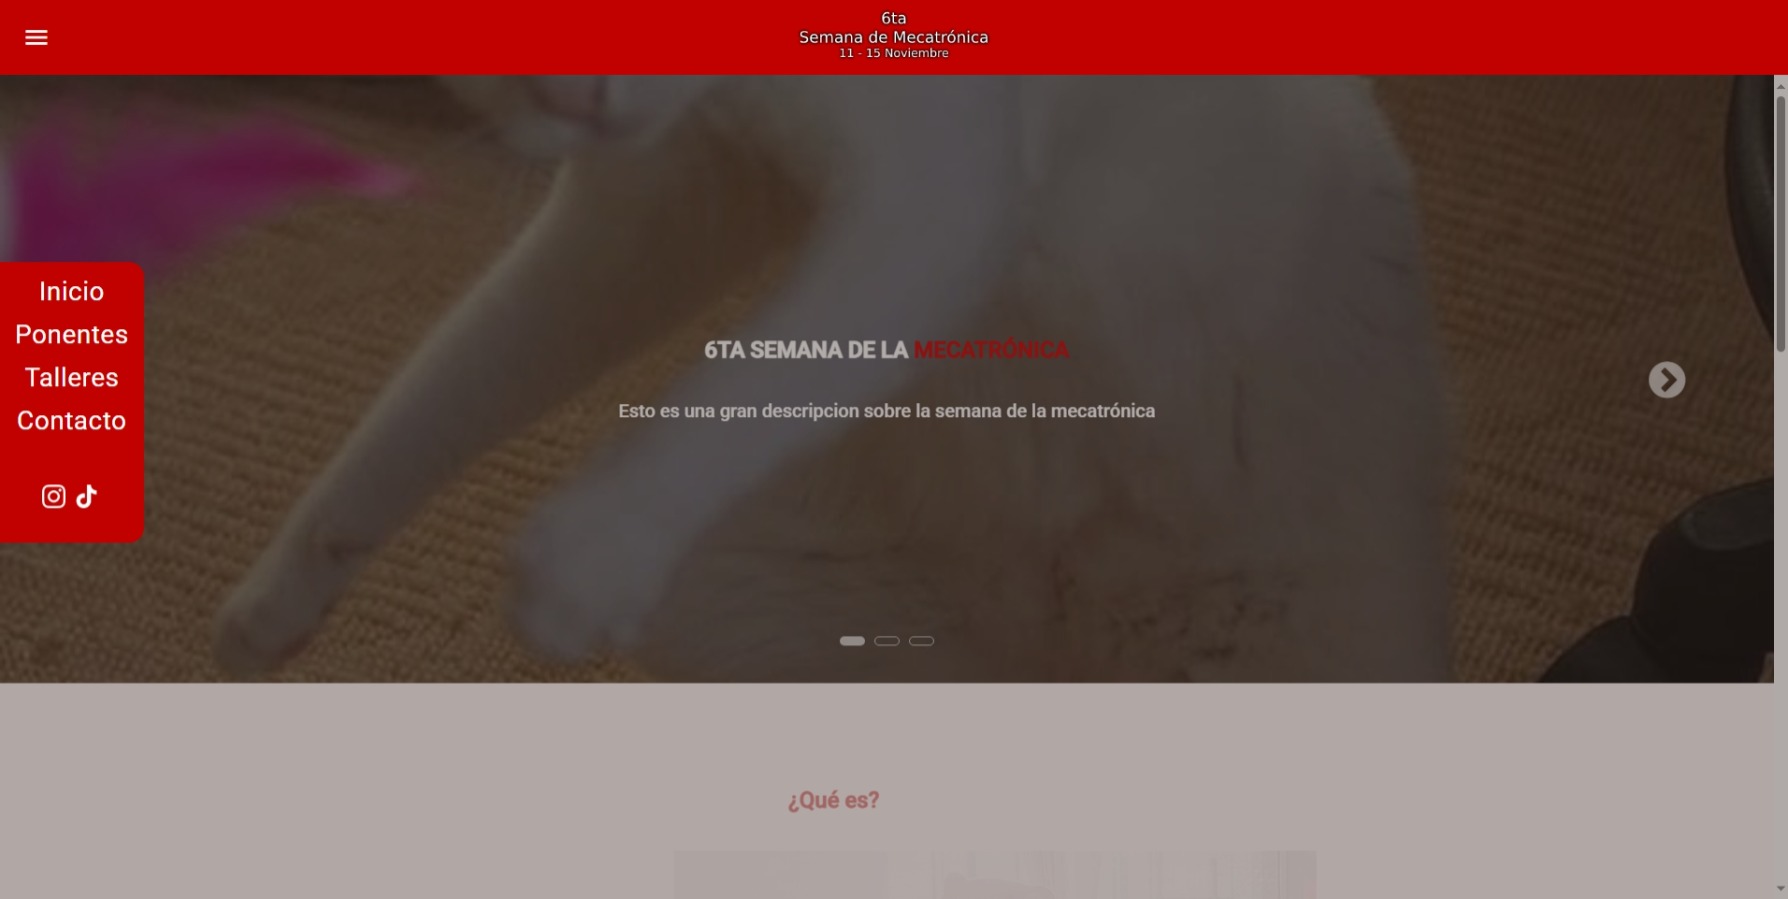 6ta
Semana de Mecatrónica
11 - 15 Noviembre
Inicio
Ponentes
Talleres
Contacto
6TA SEMANA DE LA MECATRÓNICA
Esto es una gran descripcion sobre la semana de la mecatrónica
¿Qué es?